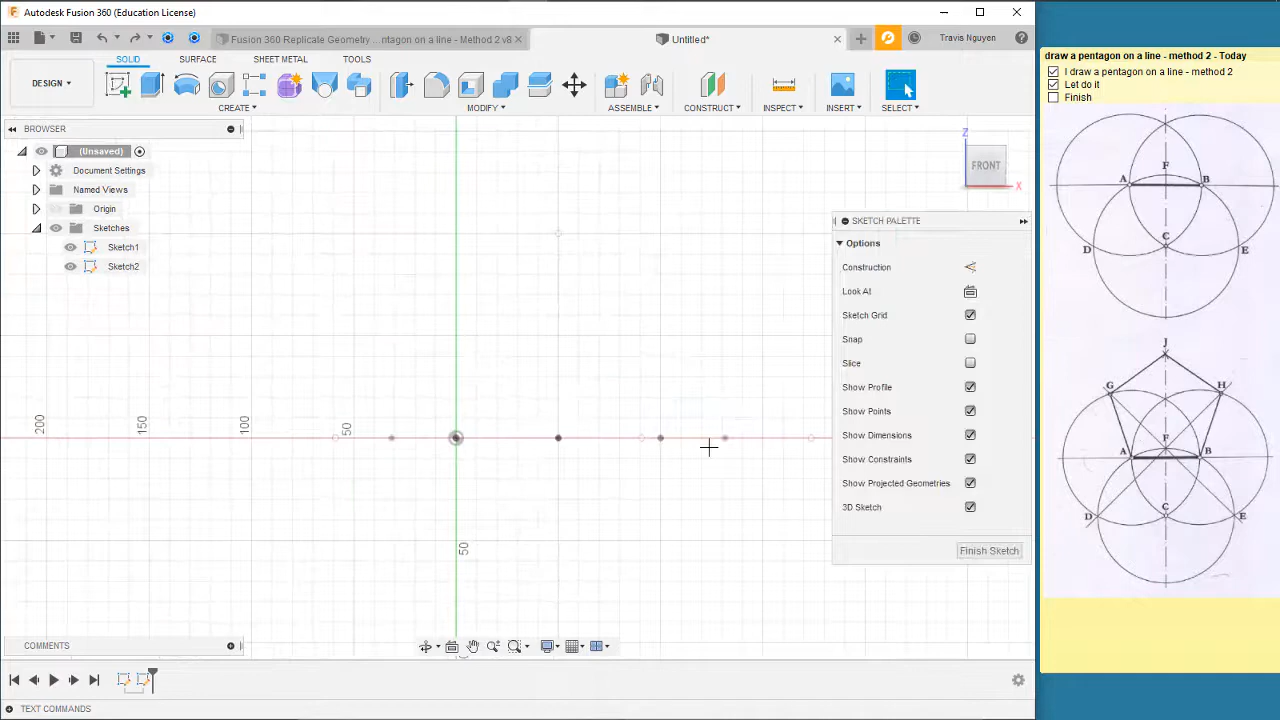 Autodesk Fusion 360 (Education License)
Fusion 360 Replicate Geometry ...ntagon on a line - Method 2 v8
Untitled*
Travis Nguyen
SOLID
SURFACE
SHEET METAL
TOOLS
DESIGN
CREATE
MODIFY
ASSEMBLE
CONSTRUCT
INSPECT
INSERT
SELECT
BROWSER
(Unsaved)
Document Settings
Named Views
Origin
Sketches
Sketch1
Sketch2
200
150
100
50
50
Z
FRONT
X
SKETCH PALETTE
Options
Construction
Look At
Sketch Grid
Snap
Slice
Show Profile
Show Points
Show Dimensions
Show Constraints
Show Projected Geometries
3D Sketch
Finish Sketch
COMMENTS
TEXT COMMANDS
draw a pentagon on a line - method 2 - Today
I draw a pentagon on a line - method 2
Let do it
Finish
F
A B
C
D E
J
G H
F
A B
C
D E